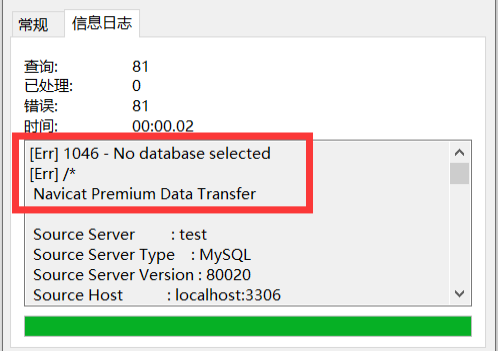 常规 信息日志
查询: 81
已处理: 0
错误: 81
时间: 00:00.02
[Err] 1046 - No database selected
[Err] /*
Navicat Premium Data Transfer
Source Server : test
Source Server Type : MySQL
Source Server Version : 80020
Source Host : localhost:3306